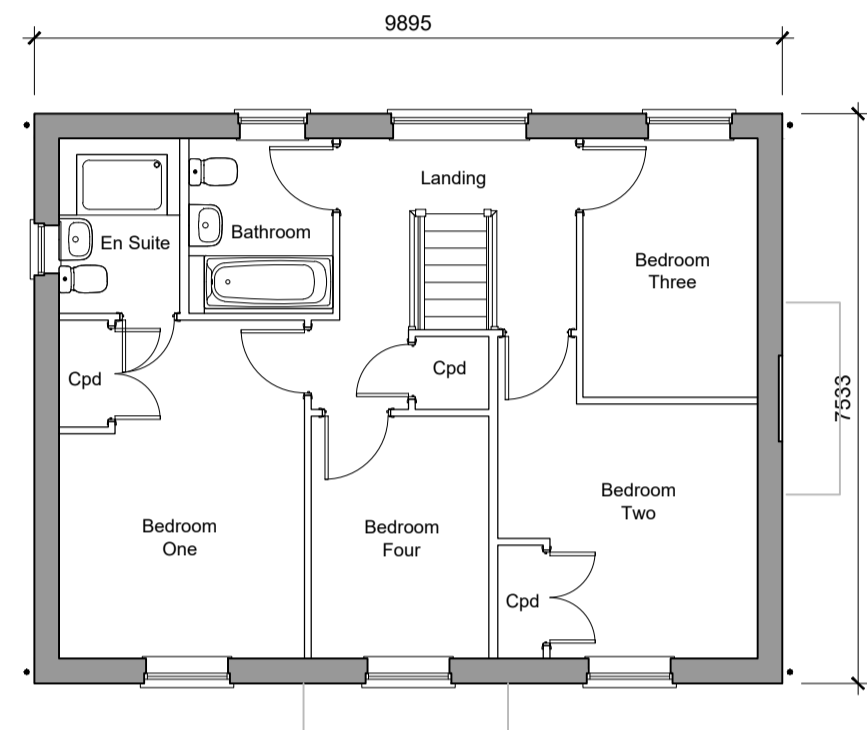 9895
Landing
Bathroom
En Suite
Bedroom
Three
Cpd
Cpd
7533
Bedroom
Two
Bedroom
One
Bedroom
Four
Cpd